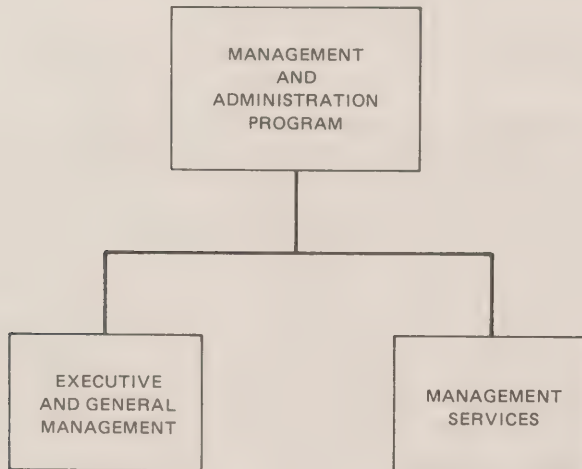 MANAGEMENT
AND
ADMINISTRATION
PROGRAM
EXECUTIVE
AND GENERAL
MANAGEMENT
MANAGEMENT
SERVICES